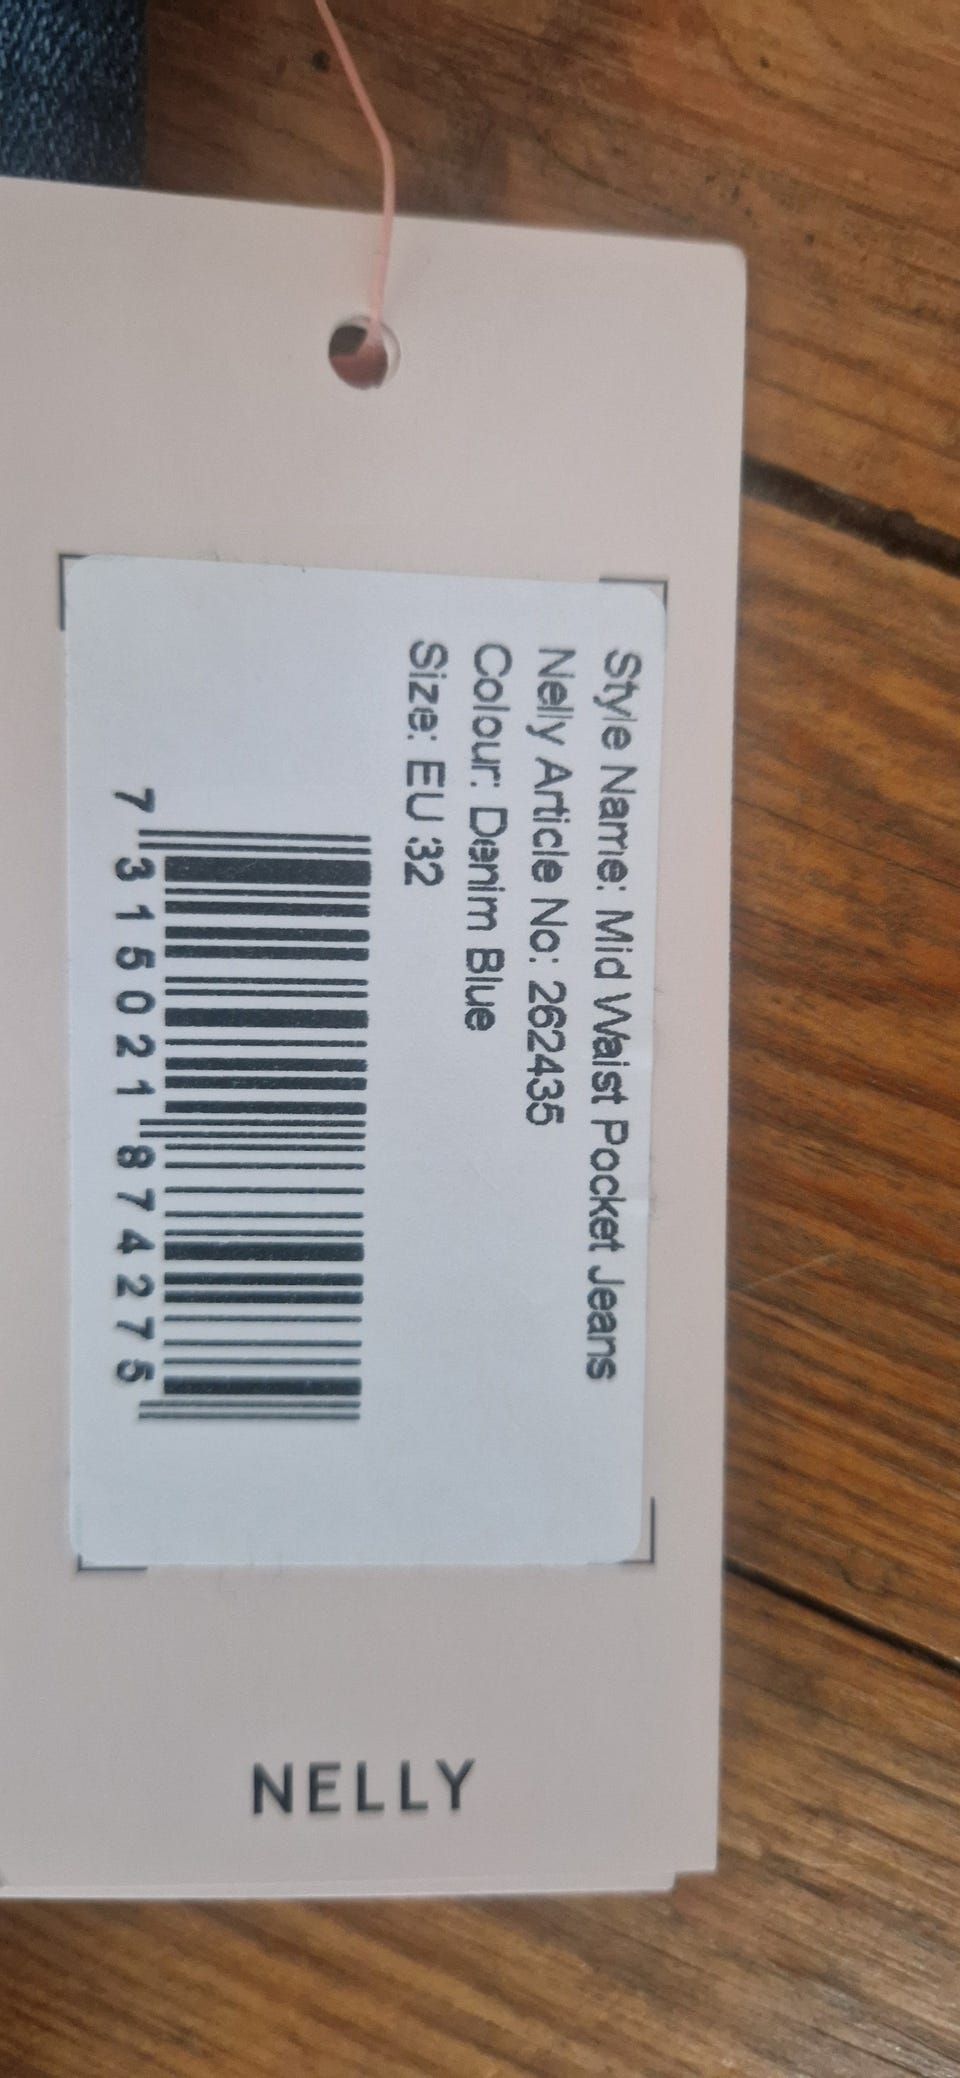 Style Name: Mid Waist Pocket Jeans
Nelly Article No: 262435
Colour: Denim Blue
Size: EU 32
7 315021 874275
NELLY